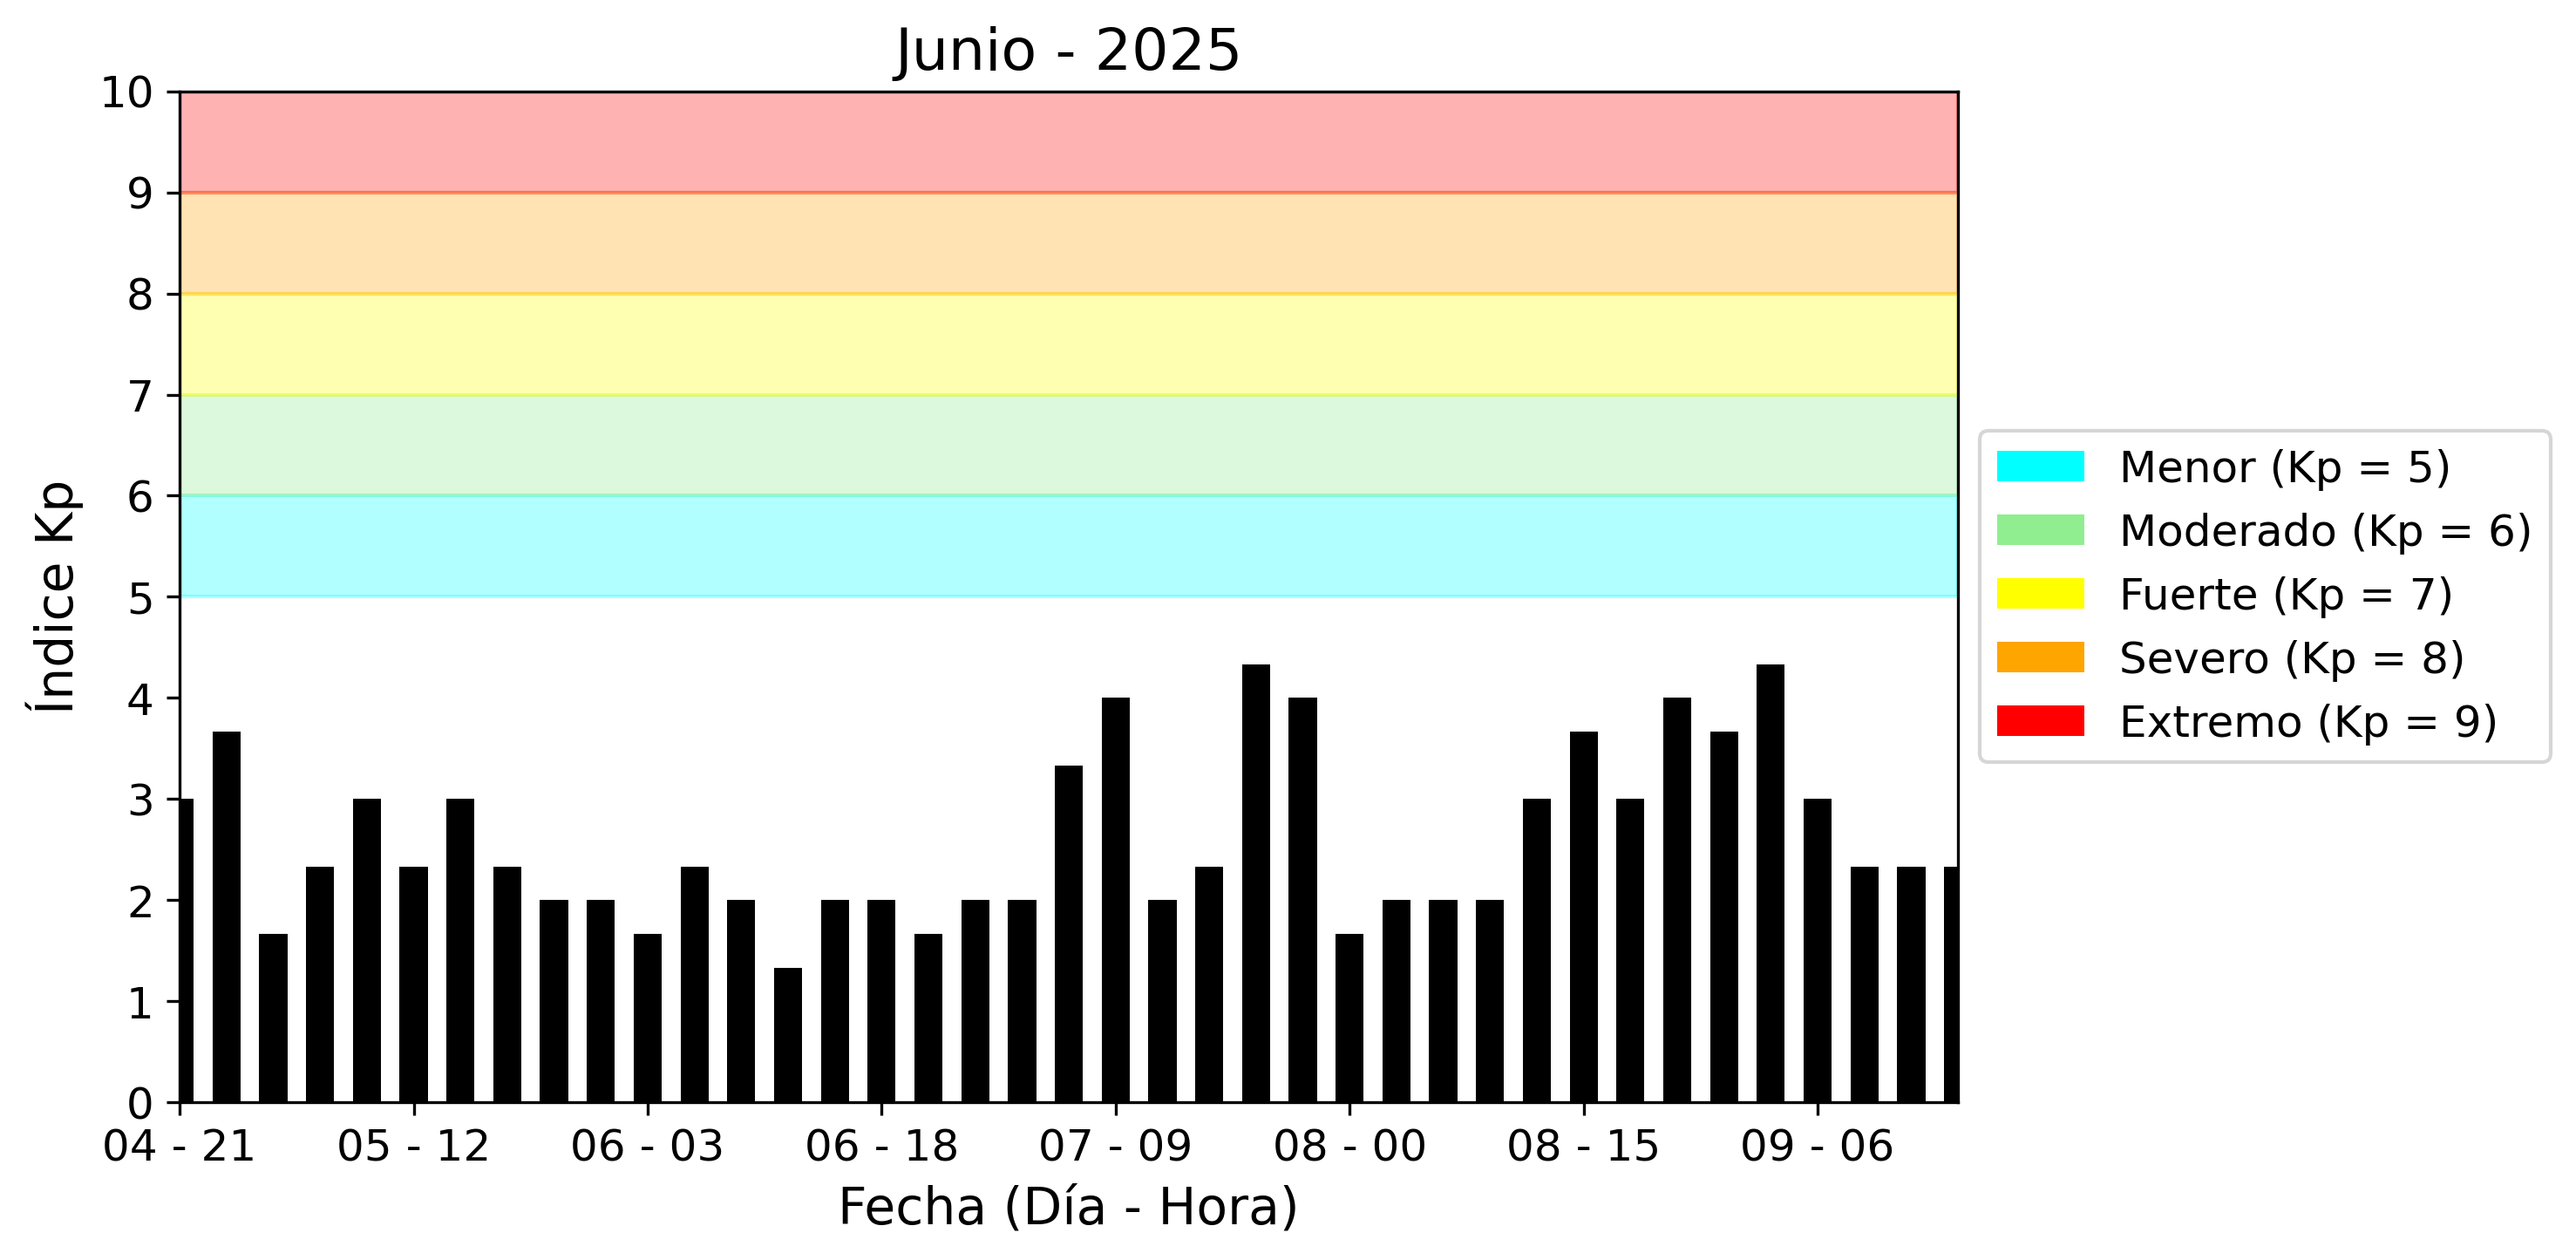 Junio - 2025
10
9
8
7
6
5
4
3
2
1
0
Índice Kp
04 - 21
05 - 12
06 - 03
06 - 18
07 - 09
08 - 00
08 - 15
09 - 06
Fecha (Día - Hora)
Menor (Kp = 5)
Moderado (Kp = 6)
Fuerte (Kp = 7)
Severo (Kp = 8)
Extremo (Kp = 9)